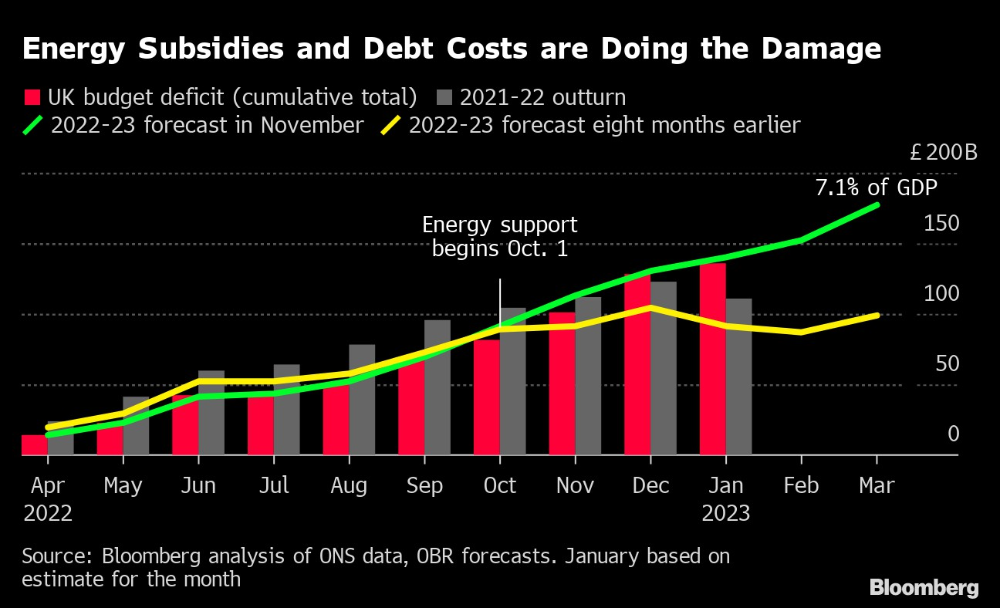 Energy Subsidies and Debt Costs are Doing the Damage
UK budget deficit (cumulative total) 2021-22 outturn
2022-23 forecast in November 2022-23 forecast eight months earlier
£200B
7.1% of GDP
150
Energy support
begins Oct. 1
100
50
0
Apr May Jun Jul Aug Sep Oct Nov Dec Jan Feb Mar
2022 2023
Source: Bloomberg analysis of ONS data, OBR forecasts. January based on
estimate for the month
Bloomberg